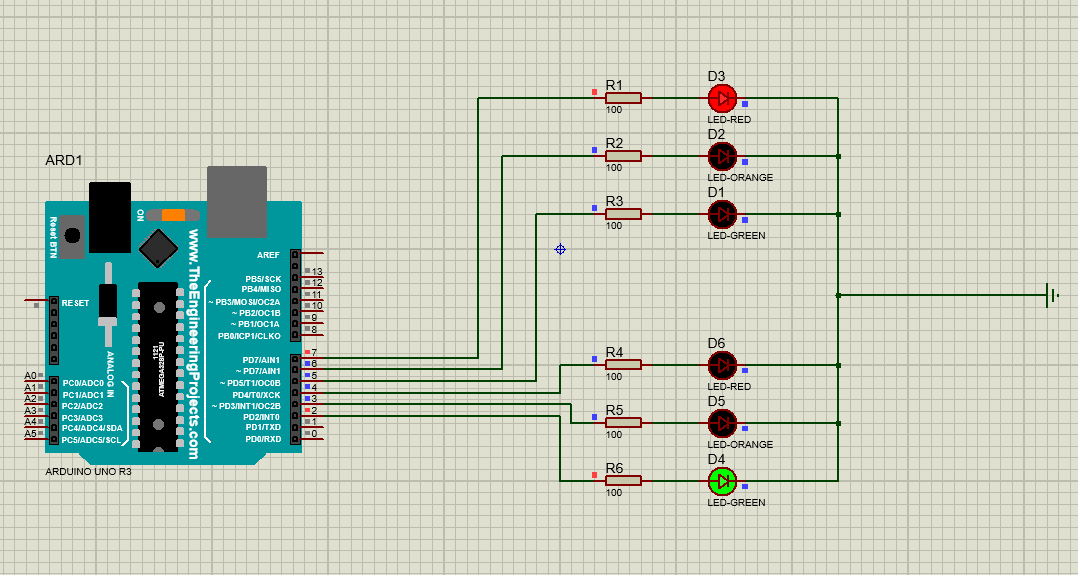 ARD1
ON
Reset BTN
www.TheEngineeringProjects.com
ANALOG IN
1121
ATMEGA328P-PU
RESET
A0
A1
A2
A3
A4
A5
PC0/ADC0
PC1/ADC1
PC2/ADC2
PC3/ADC3
PC4/ADC4/SDA
PC5/ADC5/SCL
AREF
PB5/SCK 13
PB4/MISO 12
~ PB3/MOSI/OC2A 11
~ PB2/OC1B 10
~ PB1/OC1A 9
PB0/ICP1/CLKO 8
PD7/AIN1 7
~ PD7/AIN1 6
~ PD5/T1/OC0B 5
PD4/T0/XCK 4
~ PD3/INT1/OC2B 3
PD2/INT0 2
PD1/TXD 1
PD0/RXD 0
ARDUINO UNO R3
R1
100
D3
LED-RED
R2
100
D2
LED-ORANGE
R3
100
D1
LED-GREEN
R4
100
D6
LED-RED
R5
100
D5
LED-ORANGE
R6
100
D4
LED-GREEN